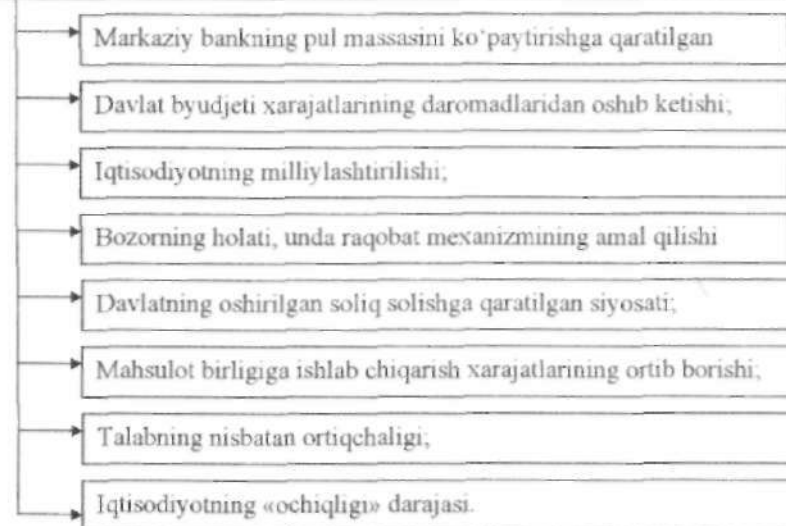 Markaziy bankning pul massasini ko‘paytirishga qaratilgan
Davlat byudjeti xarajatlarining daromadlaridan oshib ketishi;
Iqtisodiyotning milliylashtirilishi;
Bozorning holati, unda raqobat mexanizmining amal qilishi
Davlatning oshirilgan soliq solishga qaratilgan siyosati;
Mahsulot birligiga ishlab chiqarish xarajatlarining ortib borishi;
Talabning nisbatan ortiqchaligi;
Iqtisodiyotning «ochiqligi» darajasi.